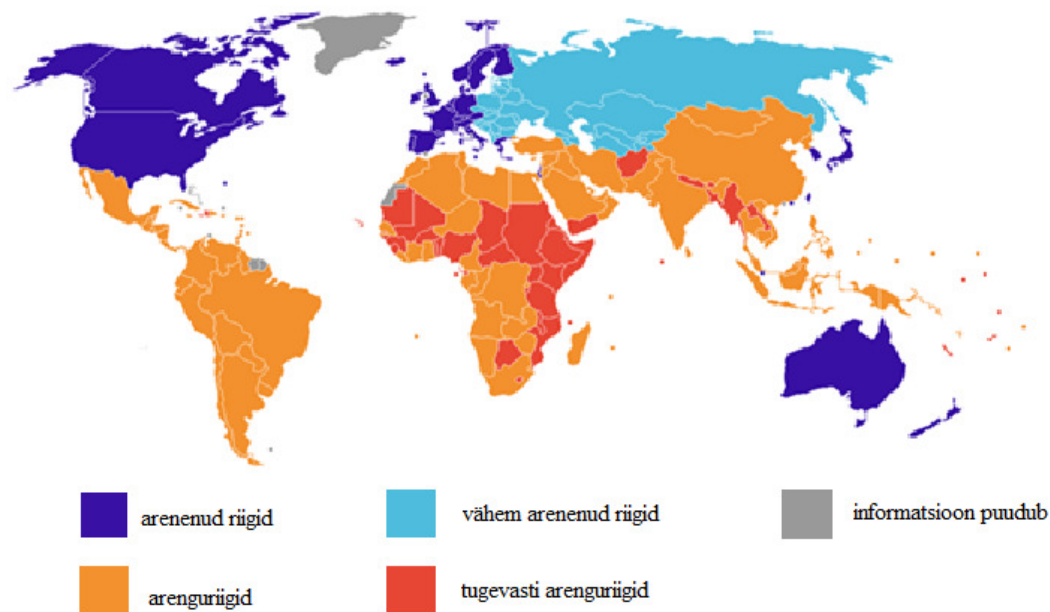 arenenud riigid
vähem arenenud riigid
informatsioon puudub
arenguriigid
tugevasti arenguriigid